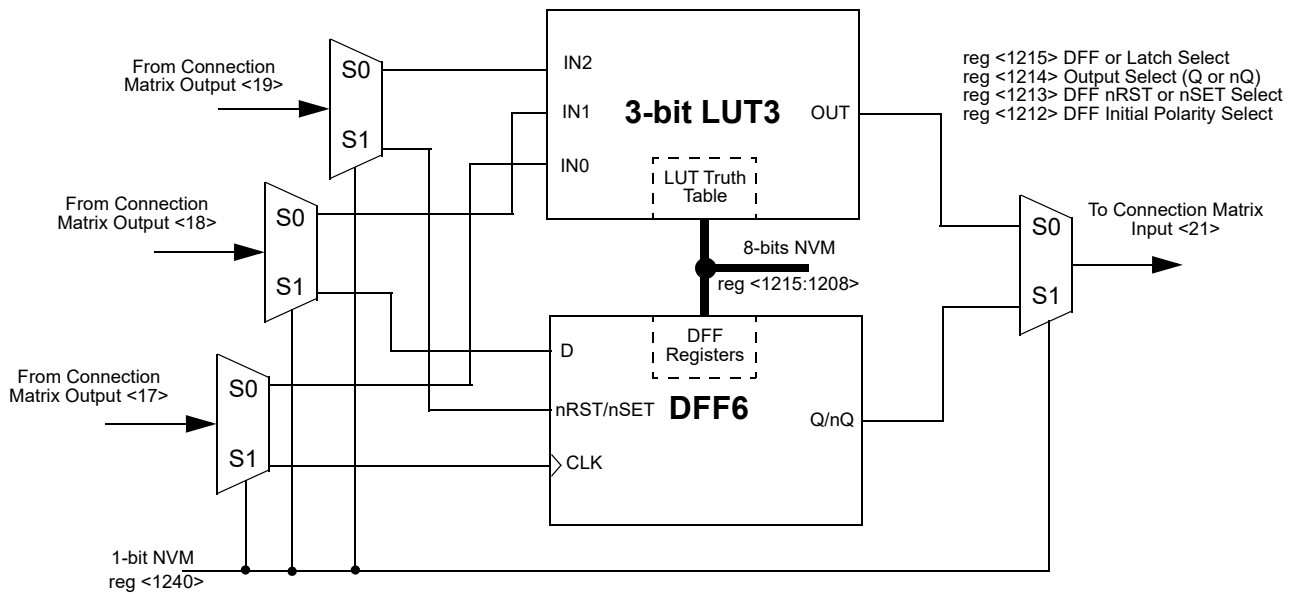 From Connection
Matrix Output <19>
S0
S1
IN2
IN1
IN0
3-bit LUT3
OUT
LUT Truth
Table
reg <1215> DFF or Latch Select
reg <1214> Output Select (Q or nQ)
reg <1213> DFF nRST or nSET Select
reg <1212> DFF Initial Polarity Select
From Connection
Matrix Output <18>
S0
S1
8-bits NVM
reg <1215:1208>
S0
S1
To Connection Matrix
Input <21>
From Connection
Matrix Output <17>
S0
S1
D
nRST/nSET
CLK
DFF
Registers
DFF6
Q/nQ
1-bit NVM
reg <1240>